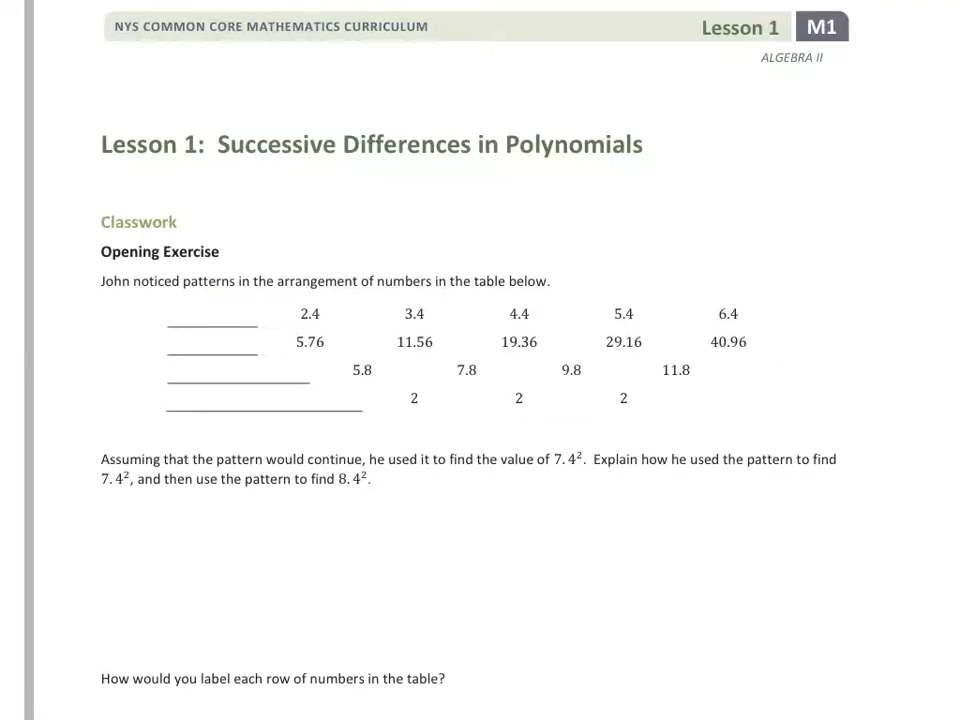 NYS COMMON CORE MATHEMATICS CURRICULUM Lesson 1 M1
ALGEBRA II
Lesson 1: Successive Differences in Polynomials
Classwork
Opening Exercise
John noticed patterns in the arrangement of numbers in the table below.
2.4 3.4 4.4 5.4 6.4
5.76 11.56 19.36 29.16 40.96
5.8 7.8 9.8 11.8
2 2 2
Assuming that the pattern would continue, he used it to find the value of 7.4². Explain how he used the pattern to find
7.4², and then use the pattern to find 8.4².
How would you label each row of numbers in the table?